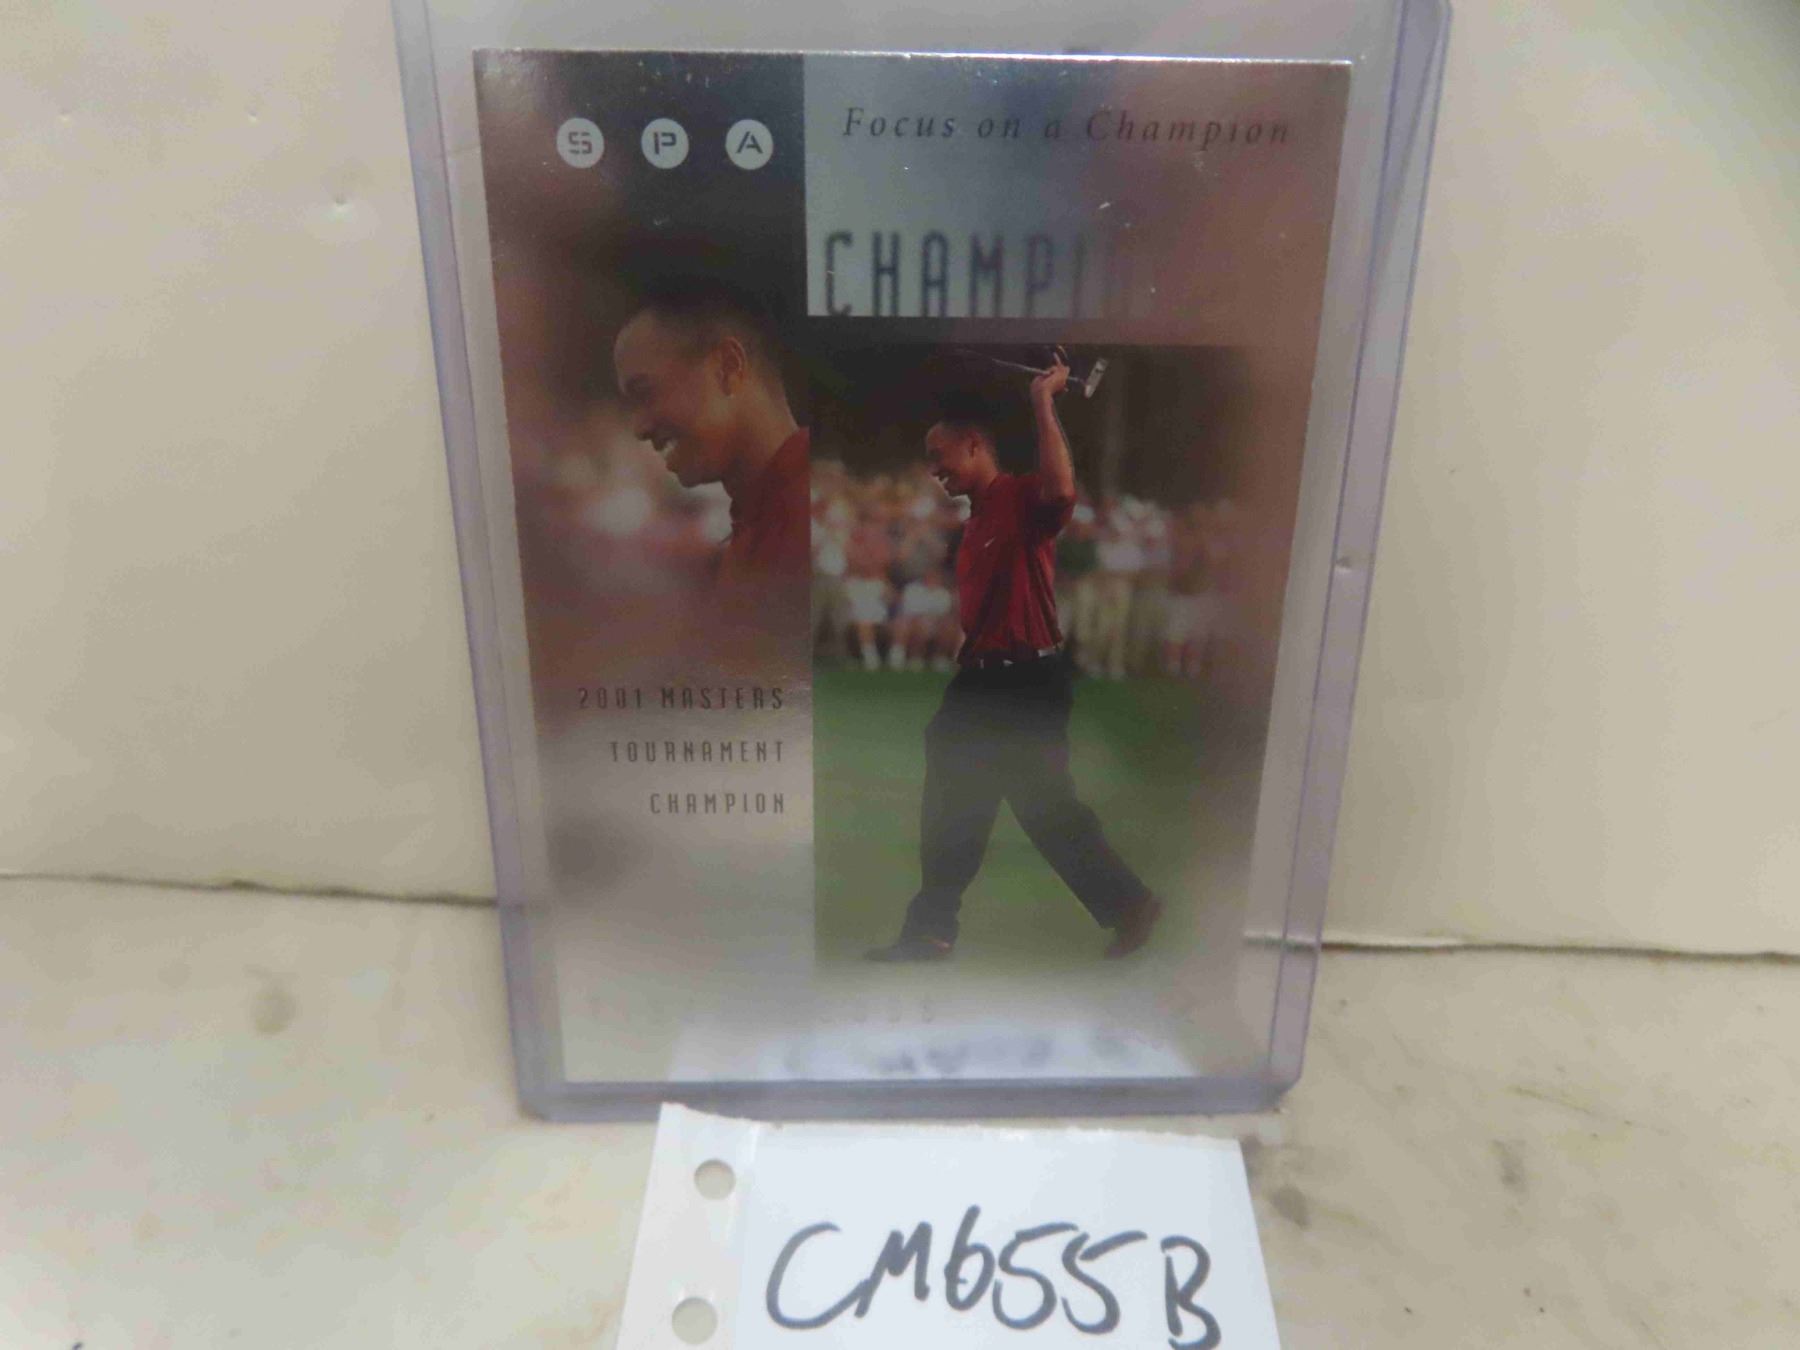 S P A
Focus on a Champion
CHAMPI
2001 MASTERS
TOURNAMENT
CHAMPION
CM655B